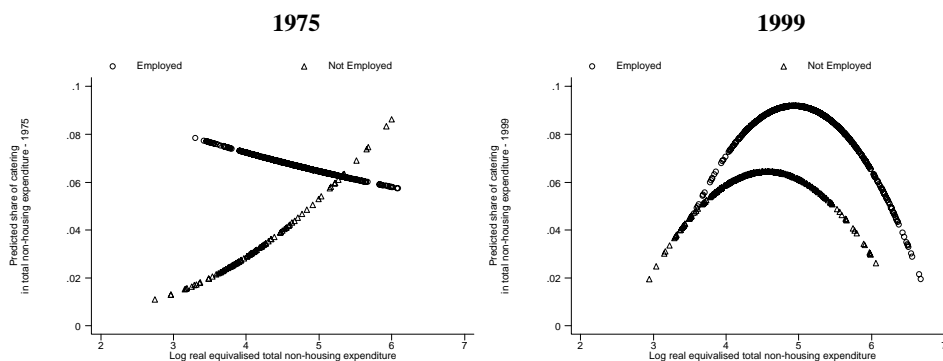 1975
Employed
Not Employed
Predicted share of catering
in total non-housing expenditure - 1975
.1
.08
.06
.04
.02
0
2
3
4
5
6
7
Log real equivalised total non-housing expenditure
1999
Employed
Not Employed
Predicted share of catering
in total non-housing expenditure - 1999
.1
.08
.06
.04
.02
0
2
3
4
5
6
7
Log real equivalised total non-housing expenditure